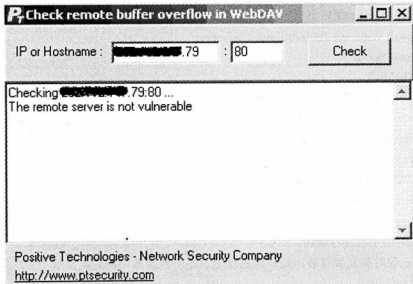 Check remote buffer overflow in WebDAV
IP or Hostname : .79 : 80 Check
Checking .79:80 ...
The remote server is not vulnerable
Positive Technologies - Network Security Company
http://www.ptsecurity.com